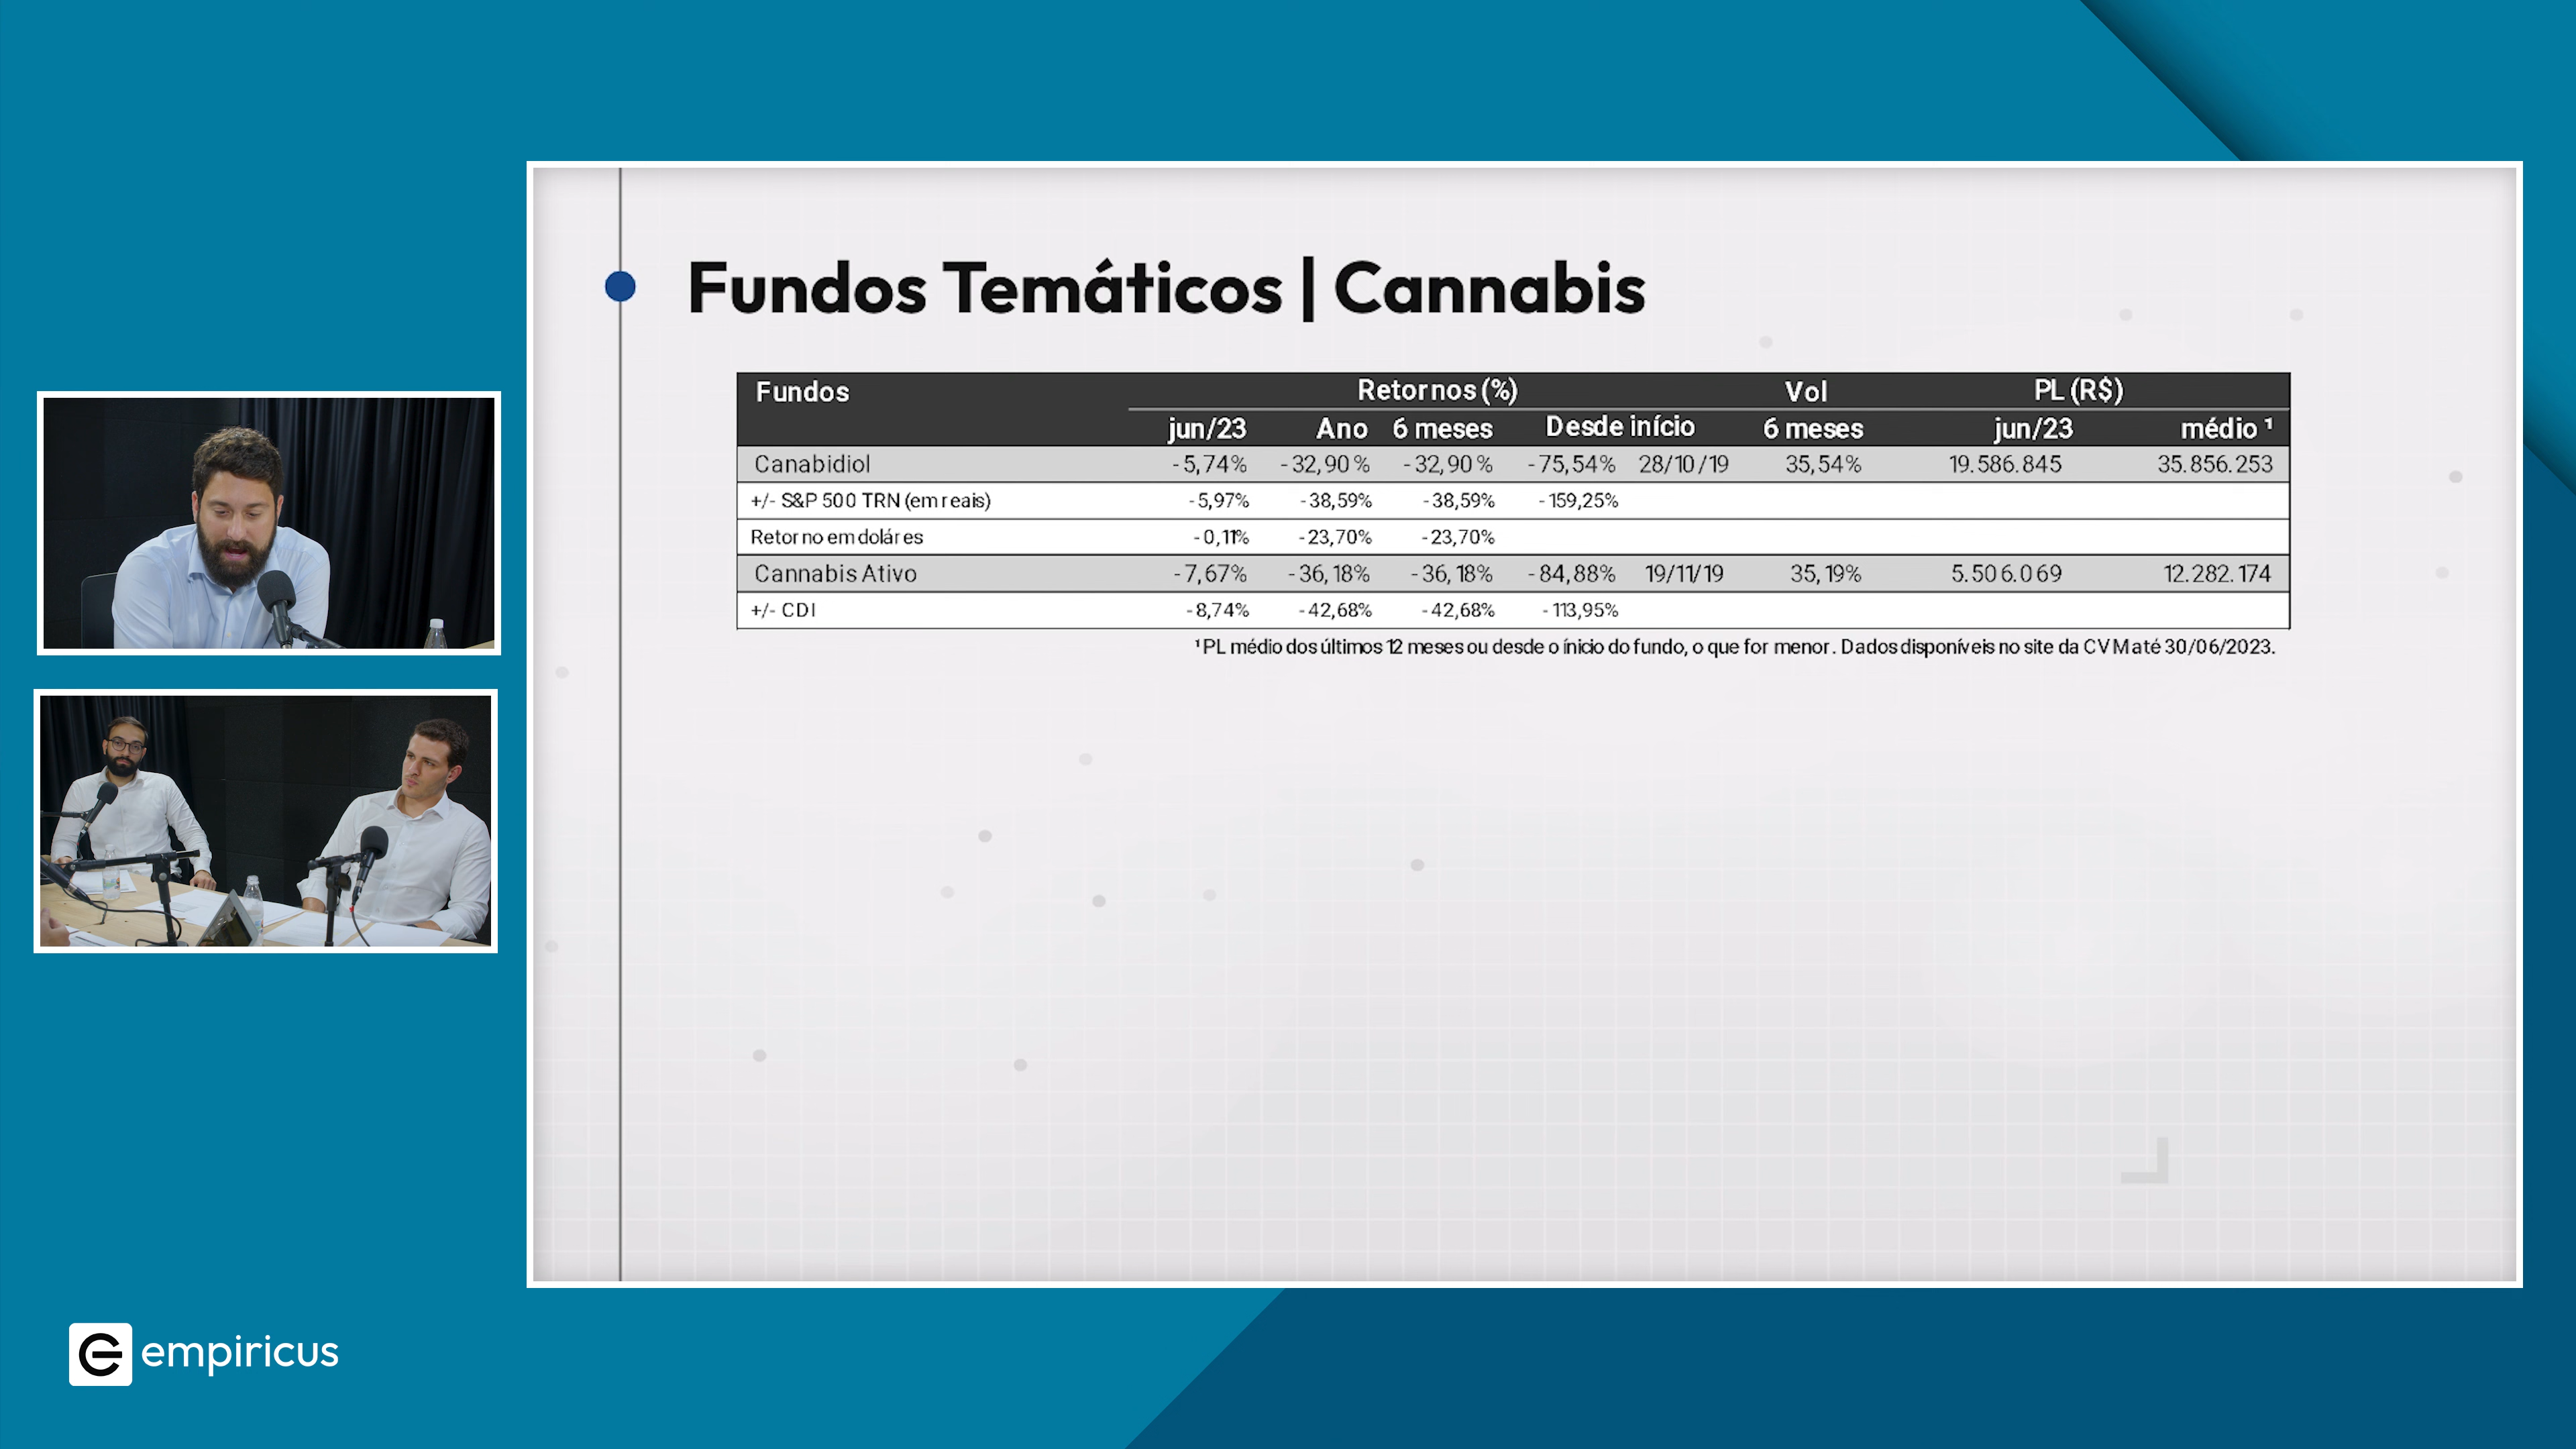 Fundos Temáticos | Cannabis
Fundos Retornos (%) Vol PL (R$)
jun/23 Ano 6 meses Desde início 6 meses jun/23 médio ¹
Canabidiol -5,74% -32,90% -32,90% -75,54% 28/10/19 35,54% 19.586.845 35.856.253
+/- S&P 500 TRN (em reais) -5,97% -38,59% -38,59% -159,25%
Retorno em doláres -0,11% -23,70% -23,70%
Cannabis Ativo -7,67% -36,18% -36,18% -84,88% 19/11/19 35,19% 5.506.069 12.282.174
+/- CDI -8,74% -42,68% -42,68% -113,95%
¹ PL médio dos últimos 12 meses ou desde o ínicio do fundo, o que for menor. Dados disponíveis no site da CVM até 30/06/2023.
empiricus